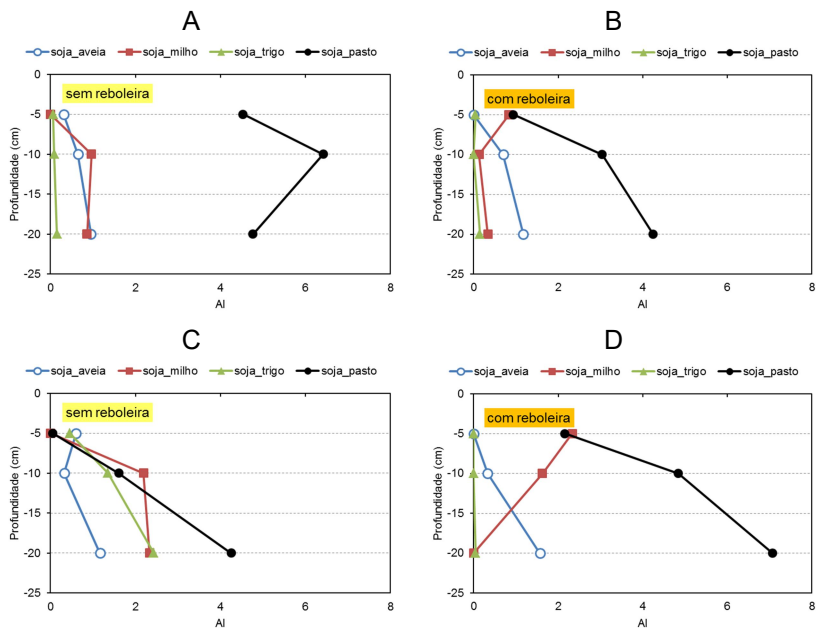 A
soja_aveia soja_milho soja_trigo soja_pasto
sem reboleira
0
-5
-10
-15
-20
-25
Profundidade (cm)
0 2 4 6 8
Al
B
soja_aveia soja_milho soja_trigo soja_pasto
com reboleira
0
-5
-10
-15
-20
-25
Profundidade (cm)
0 2 4 6 8
Al
C
soja_aveia soja_milho soja_trigo soja_pasto
sem reboleira
0
-5
-10
-15
-20
-25
Profundidade (cm)
0 2 4 6 8
Al
D
soja_aveia soja_milho soja_trigo soja_pasto
com reboleira
0
-5
-10
-15
-20
-25
Profundidade (cm)
0 2 4 6 8
Al